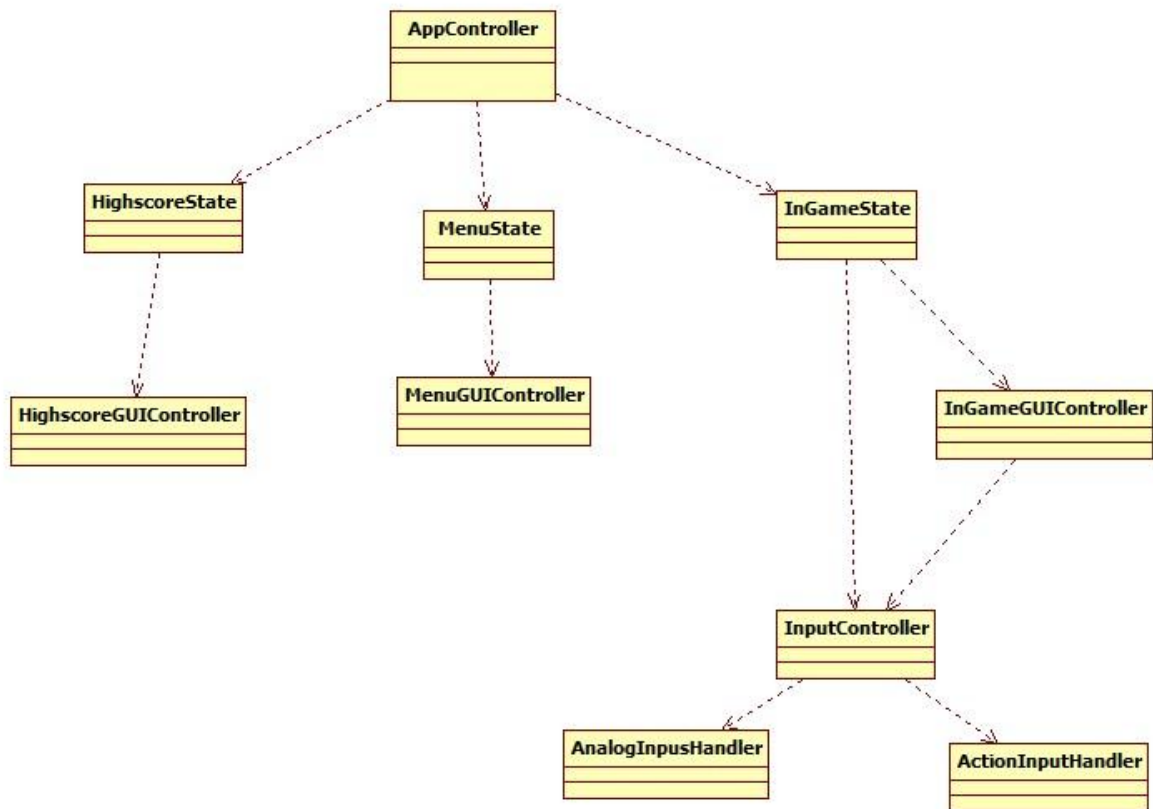 AppController
HighscoreState
MenuState
InGameState
HighscoreGUIController
MenuGUIController
InGameGUIController
InputController
AnalogInpusHandler
ActionInputHandler